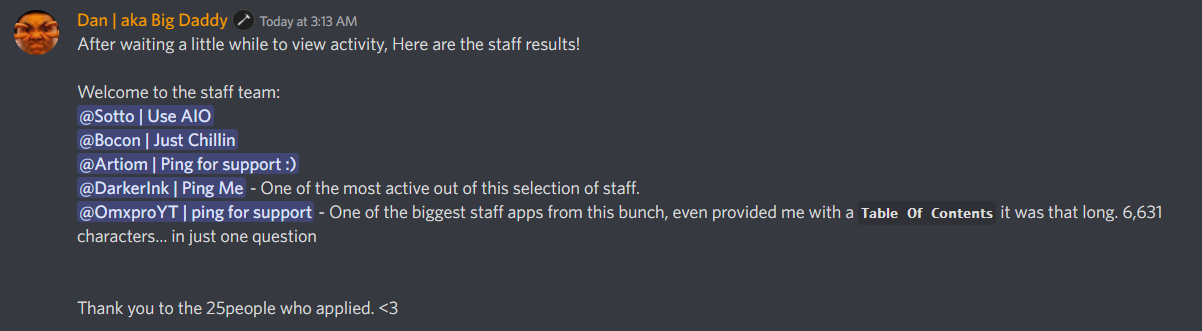 Dan | aka Big Daddy Today at 3:13 AM
After waiting a little while to view activity, Here are the staff results!
Welcome to the staff team:
@Sotto | Use AIO
@Bocon | Just Chillin
@Artiom | Ping for support :)
@DarkerInk | Ping Me - One of the most active out of this selection of staff.
@OmxproYT | ping for support - One of the biggest staff apps from this bunch, even provided me with a Table Of Contents it was that long. 6,631
characters... in just one question
Thank you to the 25people who applied. <3